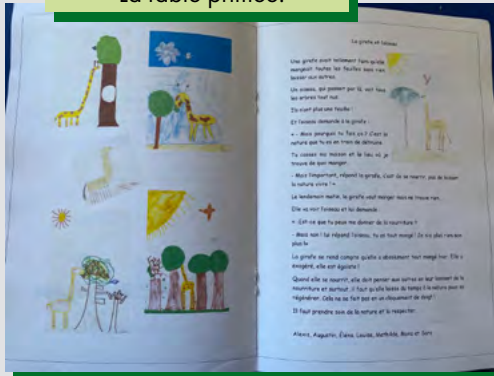 La fable primée.
La girafe et l'oiseau
Une girafe avait tellement faim qu'elle
mangeait toutes les feuilles sans rien
laisser aux autres.
Un oiseau, qui passait par là, voit tous
les arbres tout nus.
Ils n'ont plus une feuille !
Et l'oiseau demande à la girafe :
« - Mais pourquoi tu fais ça ? C'est la
nature que tu es en train de détruire.
Tu casses ma maison et le lieu où je
trouve de quoi manger.
- Mais l'important, répond la girafe, c'est de se nourrir, pas de laisser
la nature vivre ! »
Le lendemain matin, la girafe veut manger mais ne trouve rien.
Elle va voir l'oiseau et lui demande :
« - Est-ce que tu peux me donner de la nourriture ?
- Mais non ! lui répond l'oiseau, tu as tout mangé ! Je n'ai plus rien non
plus !»
La girafe se rend compte qu'elle a absolument tout mangé hier. Elle a
exagéré, elle est égoïste !
Quand elle se nourrit, elle doit penser aux autres en leur laissant de la
nourriture et surtout, il faut qu'elle laisse du temps à la nature pour se
régénérer. Cela ne se fait pas en un claquement de doigt !
Il faut prendre soin de la nature et la respecter.
Alexis, Augustin, Éléna, Louise, Mathilde, et Sara